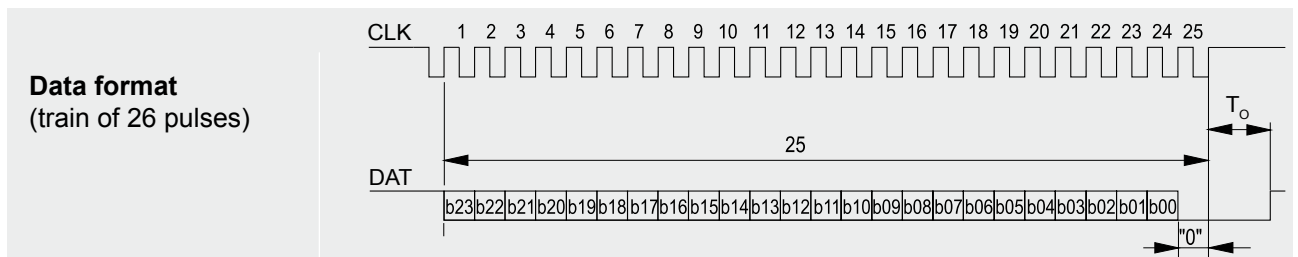 CLK 1 2 3 4 5 6 7 8 9 10 11 12 13 14 15 16 17 18 19 20 21 22 23 24 25
Data format
(train of 26 pulses)
To
25
DAT
b23 b22 b21 b20 b19 b18 b17 b16 b15 b14 b13 b12 b11 b10 b09 b08 b07 b06 b05 b04 b03 b02 b01 b00
"0"